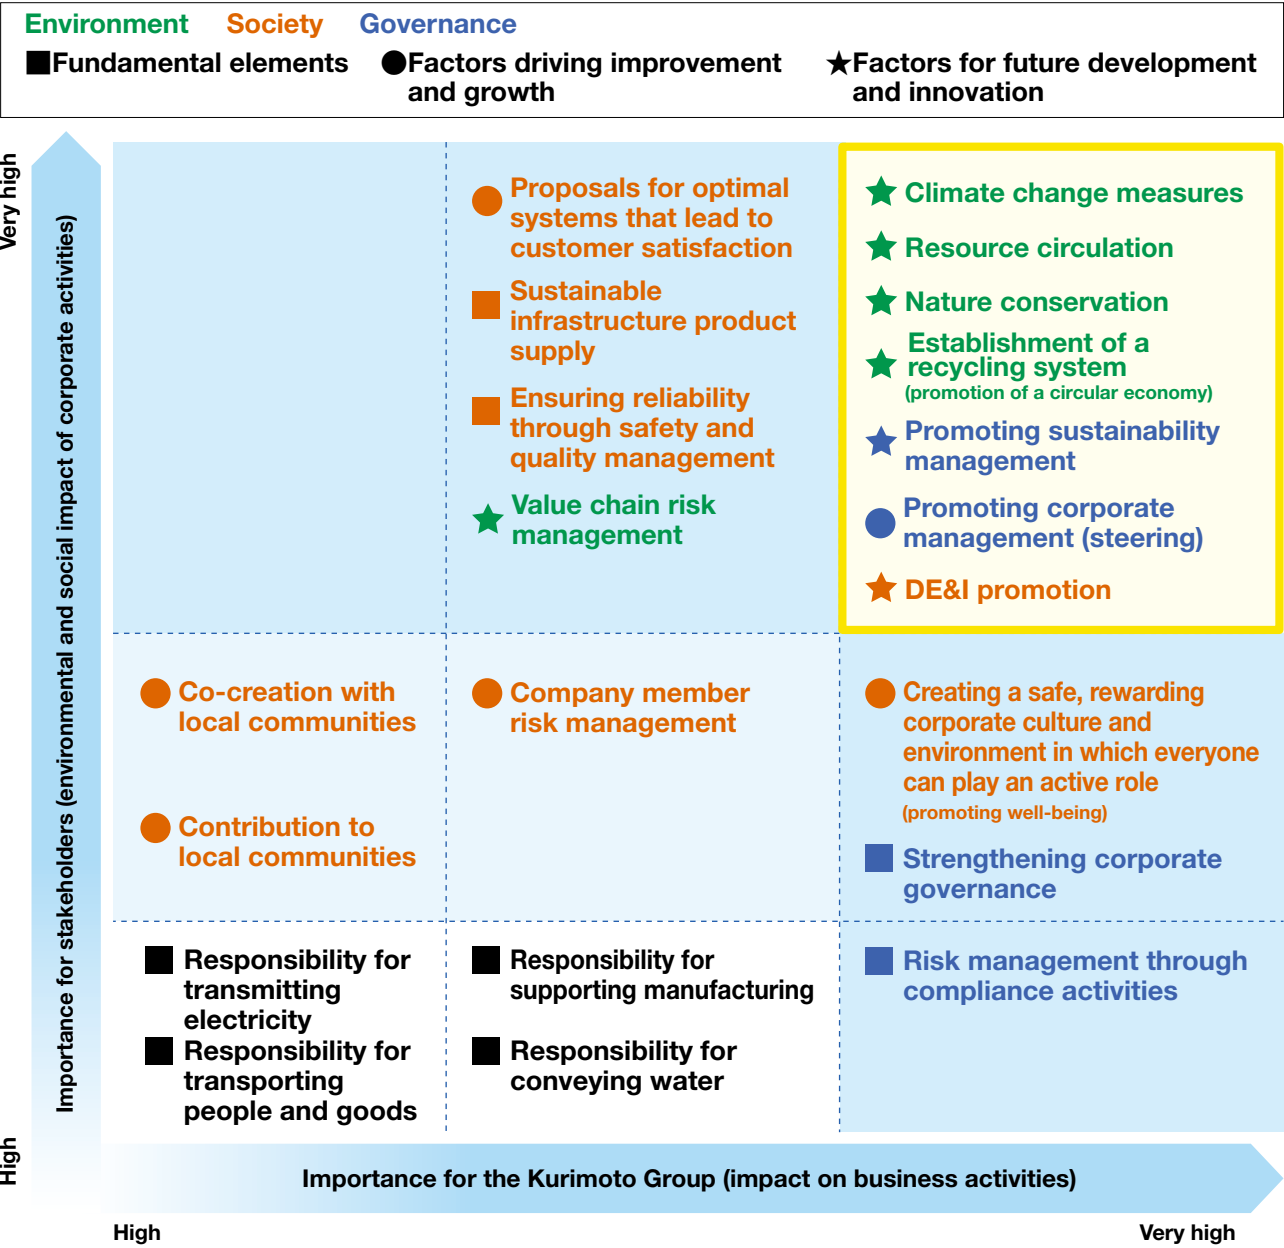 Environment Society Governance
■Fundamental elements ●Factors driving improvement ★Factors for future development
and growth and innovation
Very high
Importance for stakeholders (environmental and social impact of corporate activities)
High
Proposals for optimal
systems that lead to
customer satisfaction
Sustainable
infrastructure product
supply
Ensuring reliability
through safety and
quality management
Value chain risk
management
Climate change measures
Resource circulation
Nature conservation
Establishment of a
recycling system
(promotion of a circular economy)
Promoting sustainability
management
Promoting corporate
management (steering)
DE&I promotion
Co-creation with
local communities
Contribution to
local communities
Company member
risk management
Creating a safe, rewarding
corporate culture and
environment in which everyone
can play an active role
(promoting well-being)
Strengthening corporate
governance
Responsibility for
transmitting
electricity
Responsibility for
transporting
people and goods
Responsibility for
supporting manufacturing
Responsibility for
conveying water
Risk management through
compliance activities
Importance for the Kurimoto Group (impact on business activities)
High
Very high